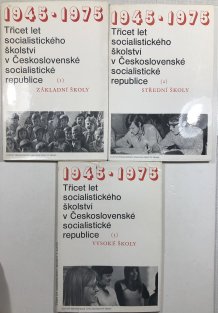 1945-1975
Třicet let
socialistického
školství
v Československé
socialistické
republice (1)
ZÁKLADNÍ ŠKOLY
1945-1975
Třicet let
socialistického
školství
v Československé
socialistické
republice (2)
STŘEDNÍ ŠKOLY
1945-1975
Třicet let
socialistického
školství
v Československé
socialistické
republice (3)
VYSOKÉ ŠKOLY